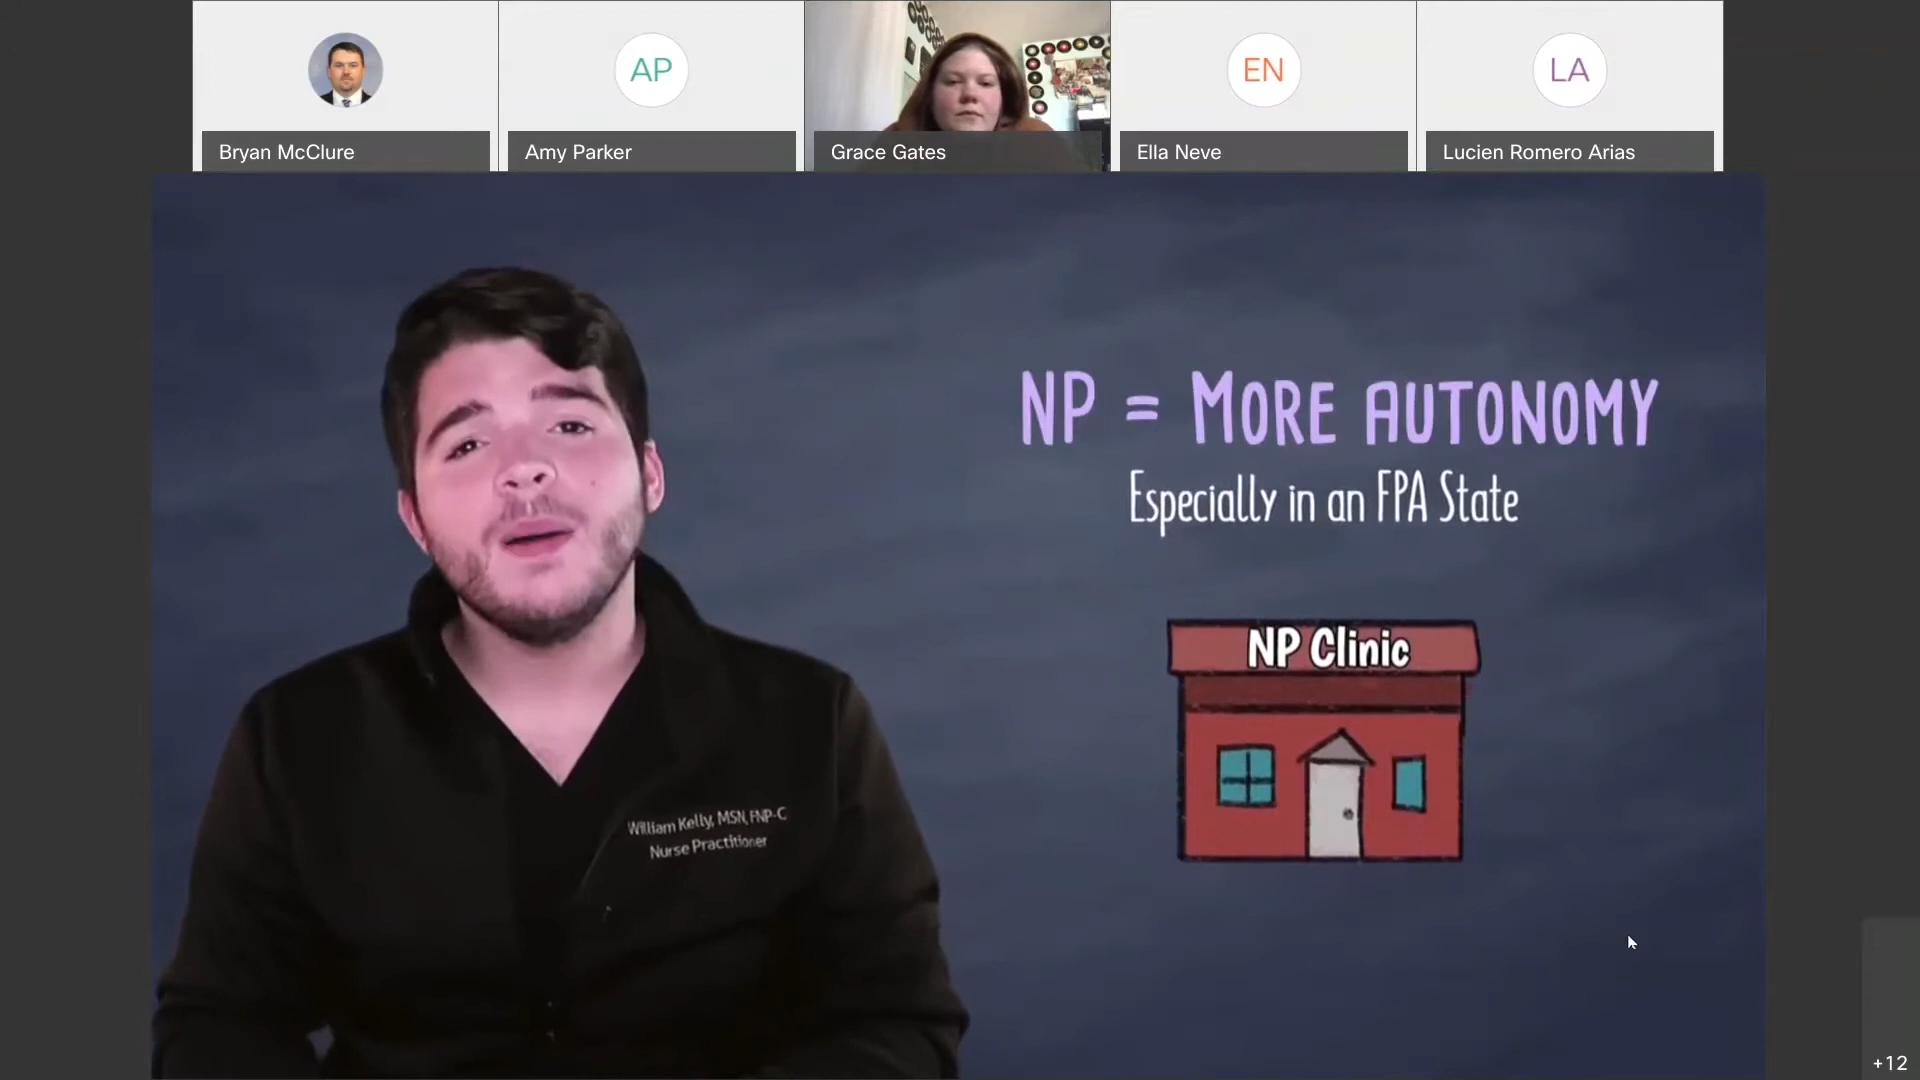 AP
EN
LA
Bryan McClure
Amy Parker
Grace Gates
Ella Neve
Lucien Romero Arias
NP = MORE AUTONOMY
Especially in an FPA State
NP Clinic
William Kelly, MSN, FNP-C
Nurse Practitioner
+12